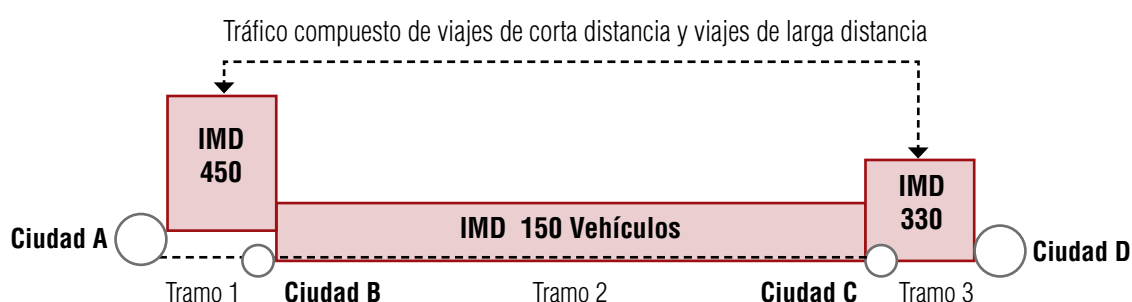 Tráfico compuesto de viajes de corta distancia y viajes de larga distancia
IMD
450
IMD
330
IMD 150 Vehículos
Ciudad A
Ciudad D
Tramo 1
Ciudad B
Tramo 2
Ciudad C
Tramo 3